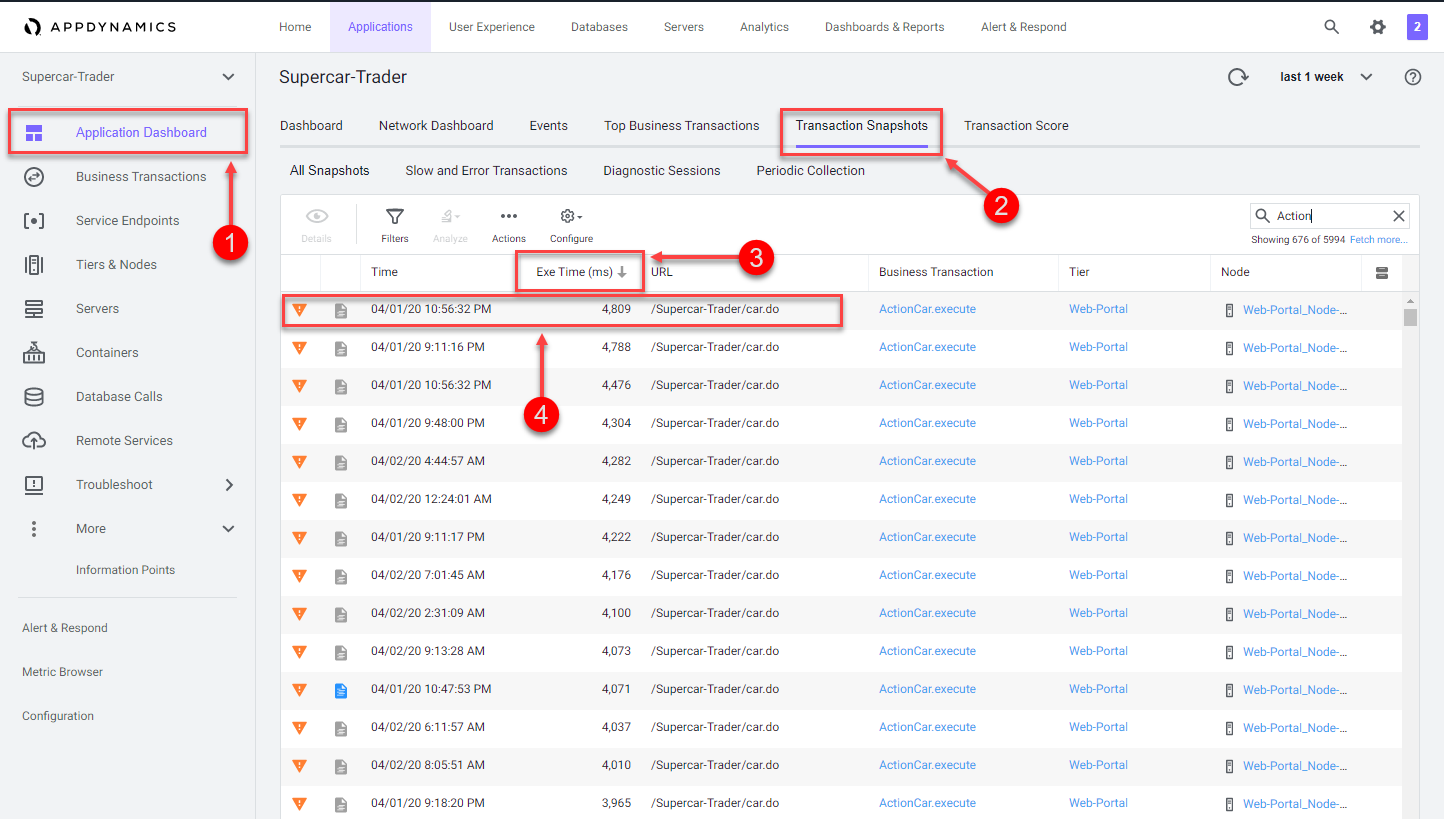 APPDYNAMICS Home Applications User Experience Databases Servers Analytics Dashboards & Reports Alert & Respond 2
Supercar-Trader
Application Dashboard
Business Transactions
Service Endpoints
Tiers & Nodes
Servers
Containers
Database Calls
Remote Services
Troubleshoot
More
Information Points
Alert & Respond
Metric Browser
Configuration
1
Supercar-Trader last 1 week ?
Dashboard Network Dashboard Events Top Business Transactions Transaction Snapshots Transaction Score
All Snapshots Slow and Error Transactions Diagnostic Sessions Periodic Collection
2
Details Filters Analyze Actions Configure
Action
Showing 676 of 5994 Fetch more...
3
Time Exe Time (ms) URL Business Transaction Tier Node
04/01/20 10:56:32 PM 4,809 /Supercar-Trader/car.do ActionCar.execute Web-Portal Web-Portal_Node-...
04/01/20 9:11:16 PM 4,788 /Supercar-Trader/car.do ActionCar.execute Web-Portal Web-Portal_Node-...
04/01/20 10:56:32 PM 4,476 /Supercar-Trader/car.do ActionCar.execute Web-Portal Web-Portal_Node-...
4
04/01/20 9:48:00 PM 4,304 /Supercar-Trader/car.do ActionCar.execute Web-Portal Web-Portal_Node-...
04/02/20 4:44:57 AM 4,282 /Supercar-Trader/car.do ActionCar.execute Web-Portal Web-Portal_Node-...
04/02/20 12:24:01 AM 4,249 /Supercar-Trader/car.do ActionCar.execute Web-Portal Web-Portal_Node-...
04/01/20 9:11:17 PM 4,222 /Supercar-Trader/car.do ActionCar.execute Web-Portal Web-Portal_Node-...
04/02/20 7:01:45 AM 4,176 /Supercar-Trader/car.do ActionCar.execute Web-Portal Web-Portal_Node-...
04/02/20 2:31:09 AM 4,100 /Supercar-Trader/car.do ActionCar.execute Web-Portal Web-Portal_Node-...
04/02/20 9:13:28 AM 4,073 /Supercar-Trader/car.do ActionCar.execute Web-Portal Web-Portal_Node-...
04/01/20 10:47:53 PM 4,071 /Supercar-Trader/car.do ActionCar.execute Web-Portal Web-Portal_Node-...
04/02/20 6:11:57 AM 4,037 /Supercar-Trader/car.do ActionCar.execute Web-Portal Web-Portal_Node-...
04/02/20 8:05:51 AM 4,010 /Supercar-Trader/car.do ActionCar.execute Web-Portal Web-Portal_Node-...
04/01/20 9:18:20 PM 3,965 /Supercar-Trader/car.do ActionCar.execute Web-Portal Web-Portal_Node-...